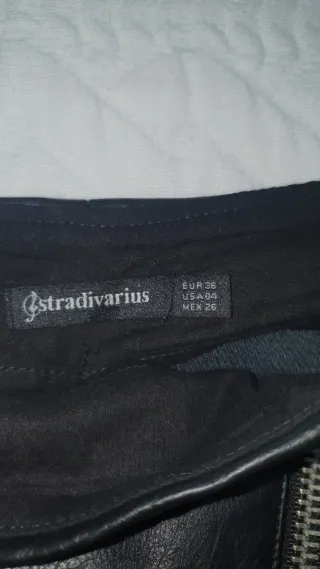 stradivarius
EUR 36
USA 04
MEX 26